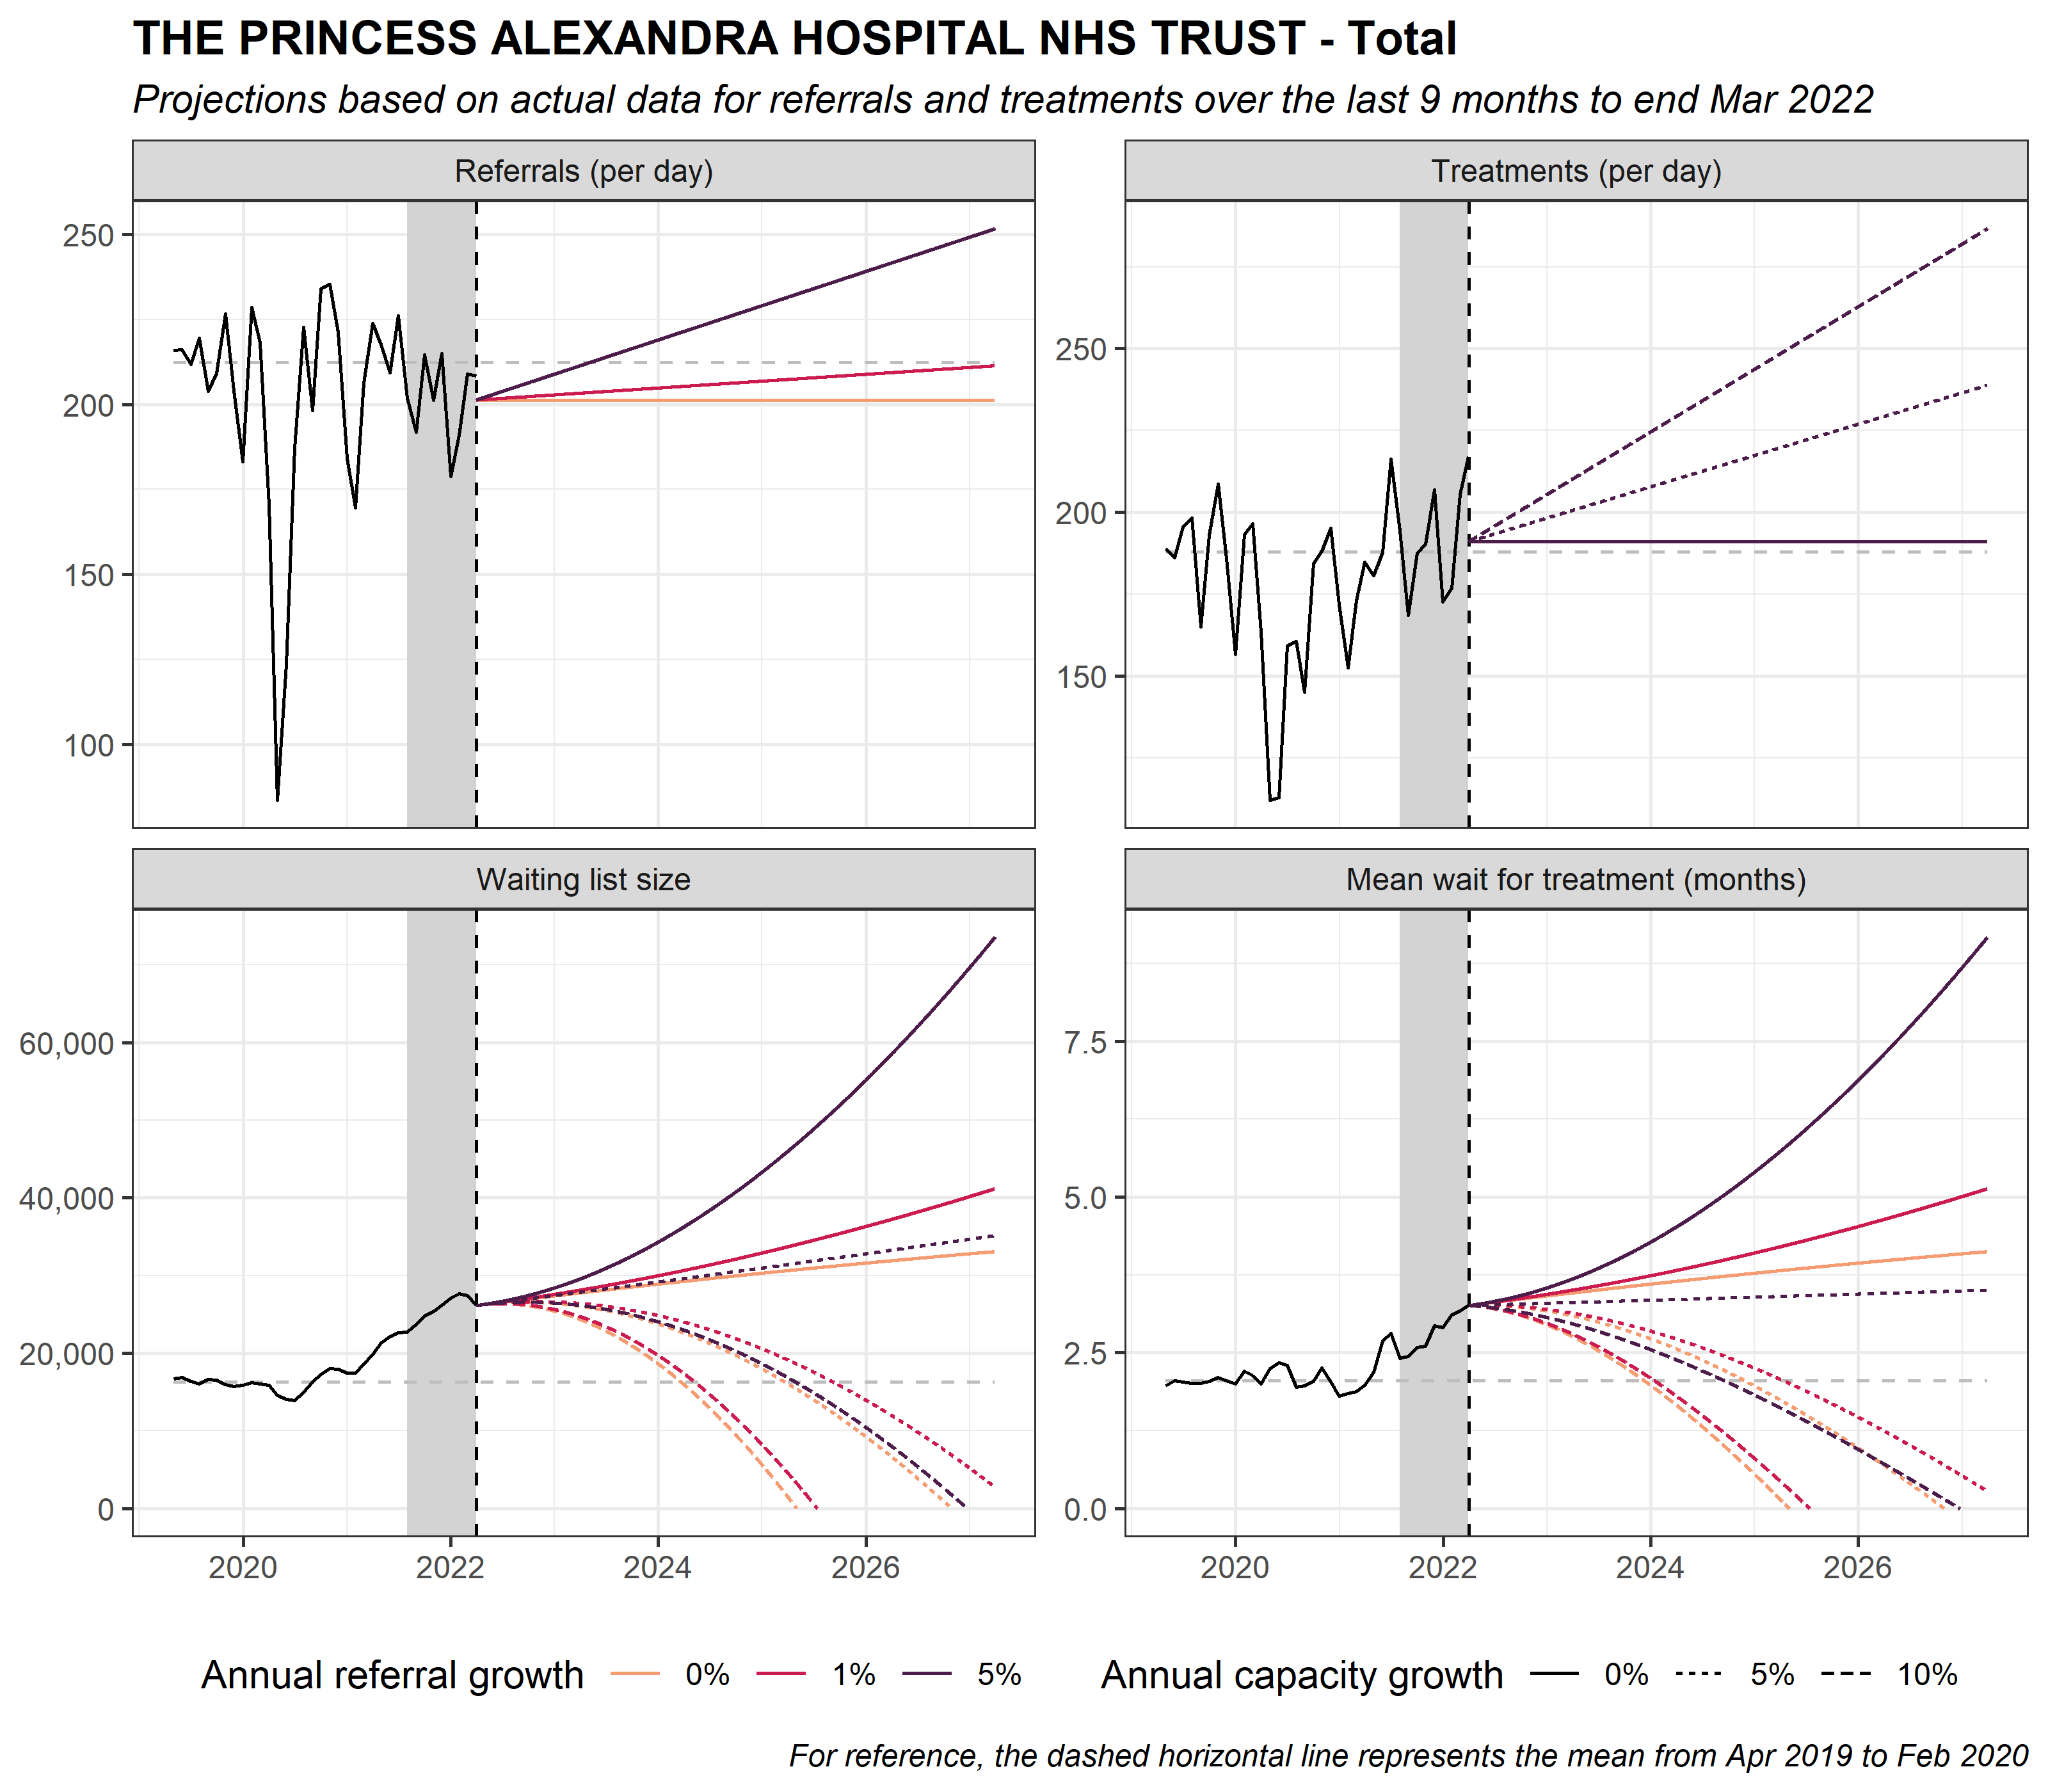 THE PRINCESS ALEXANDRA HOSPITAL NHS TRUST - Total
Projections based on actual data for referrals and treatments over the last 9 months to end Mar 2022
Referrals (per day)
250
200
150
100
Treatments (per day)
250
200
150
Waiting list size
60,000
40,000
20,000
0
2020 2022 2024 2026
Mean wait for treatment (months)
7.5
5.0
2.5
0.0
2020 2022 2024 2026
Annual referral growth 0% 1% 5%
Annual capacity growth 0% 5% 10%
For reference, the dashed horizontal line represents the mean from Apr 2019 to Feb 2020